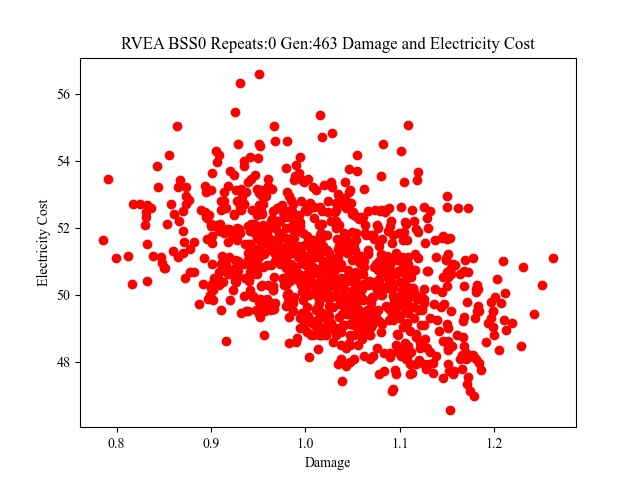 RVEA BSS0 Repeats:0 Gen:463 Damage and Electricity Cost
56
54
52
50
48
Electricity Cost
0.8 0.9 1.0 1.1 1.2
Damage